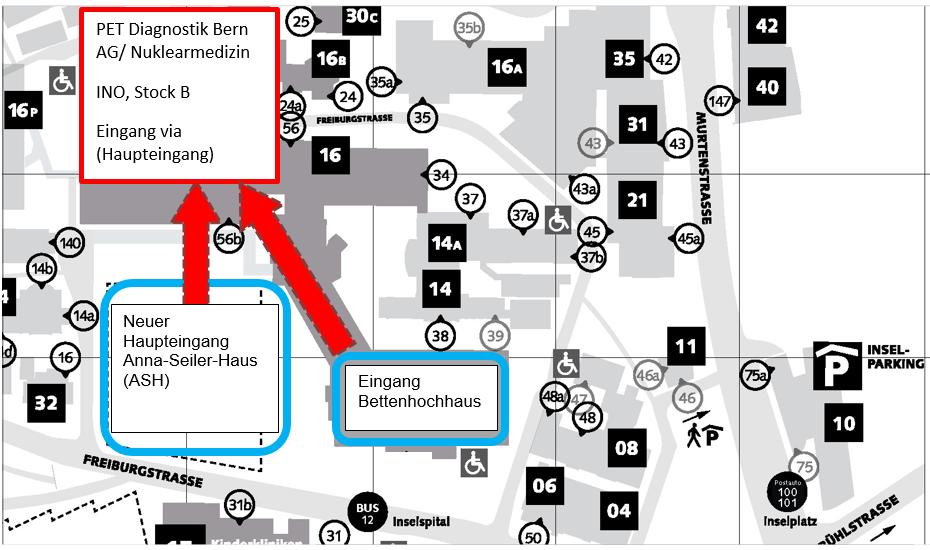 PET Diagnostik Bern
AG/ Nuklearmedizin
INO, Stock B
Eingang via
(Haupteingang)
25
30C
35b
42
16B
16A
35
42
16P
35a
24
24a
40
147
56
FREIBURGSTRASSE
35
31
43
43
MURTENSTRASSE
16
34
43a
37
21
37a
56b
45
45a
140
14A
37b
14b
14
4
14a
38
39
Neuer
Haupteingang
Anna-Seiler-Haus
(ASH)
11
INSEL-
PARKING
P
16
Eingang
Bettenhochhaus
46a
75a
32
48a
47
46
48
P
10
08
FREIBURGSTRASSE
75
06
Postauto
100
101
31b
BUS
12
Inselspital
04
Inselplatz
31
50
Kinderkliniken